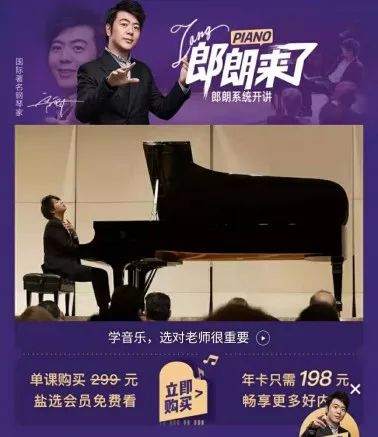 Lang
PIANO
郎朗来了
国际著名钢琴家
郎朗系统开讲
学音乐，选对老师很重要
单课购买 299 元
盐选会员免费看
立即
购买 >
年卡只需 198 元
畅享更多好内